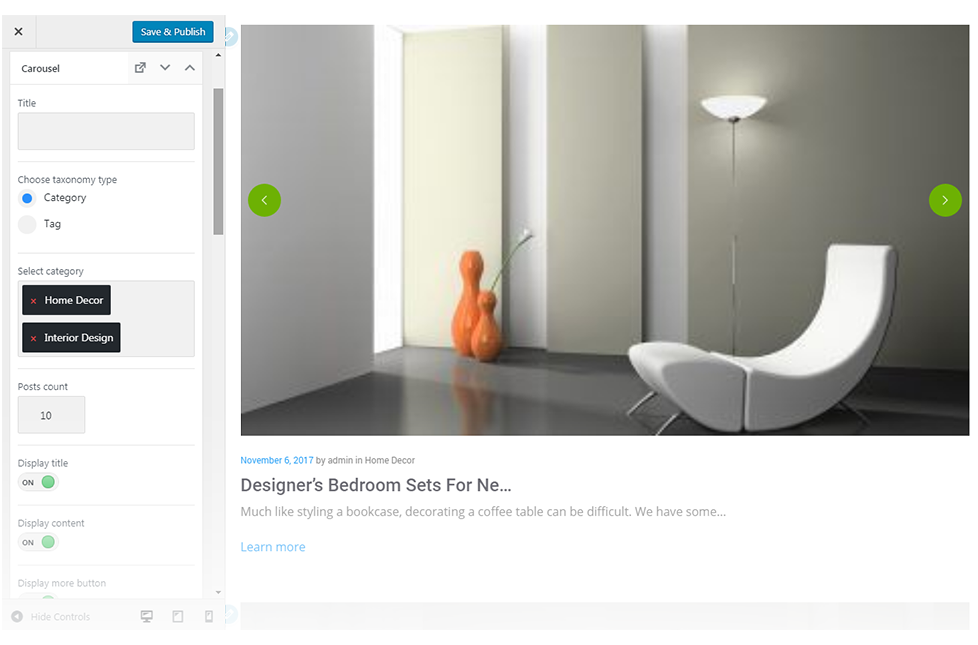 Save & Publish
Carousel
Title
Choose taxonomy type
Category
Tag
Select category
× Home Decor
× Interior Design
Posts count
10
Display title
ON
Display content
ON
Display more button
Hide Controls
November 6, 2017 by admin in Home Decor
Designer’s Bedroom Sets For Ne...
Much like styling a bookcase, decorating a coffee table can be difficult. We have some...
Learn more